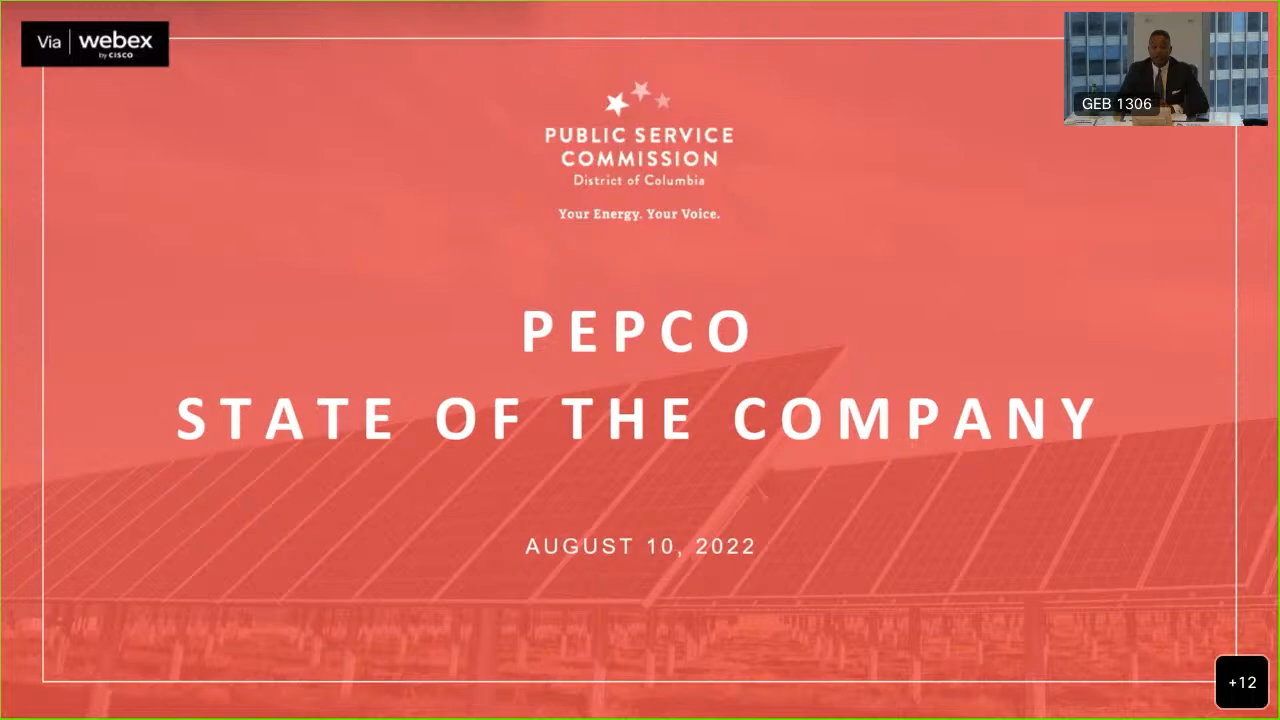 Via webex
by CISCO
GEB 1306
PUBLIC SERVICE
COMMISSION
District of Columbia
Your Energy. Your Voice.
PEPCO
STATE OF THE COMPANY
AUGUST 10, 2022
+12